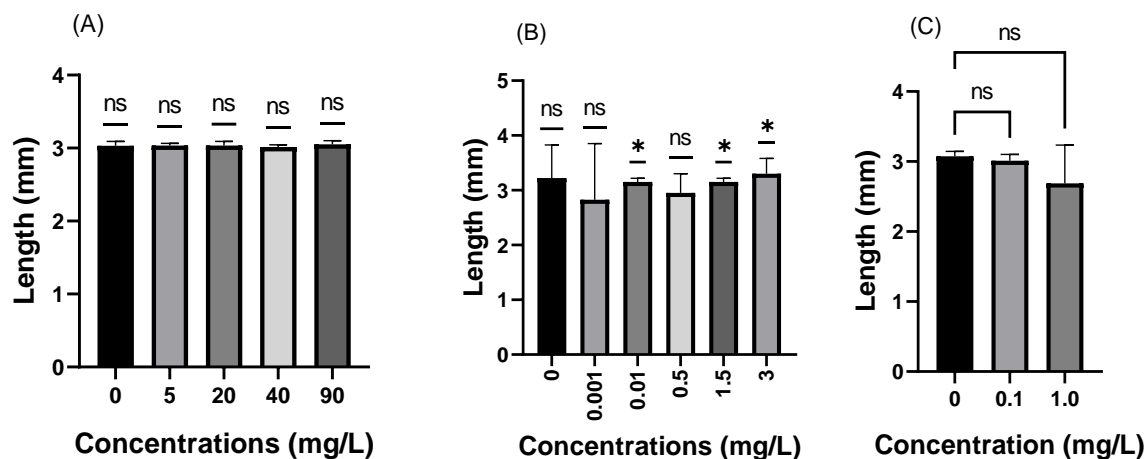 (A)
ns ns ns ns ns
4
3
2
1
0
Length (mm)
0 5 20 40 90
Concentrations (mg/L)
(B)
ns ns * ns * *
5
4
3
2
1
0
Length (mm)
0 0.001 0.01 0.5 1.5 3
Concentrations (mg/L)
(C)
ns
ns
4
3
2
1
0
Length (mm)
0 0.1 1.0
Concentration (mg/L)